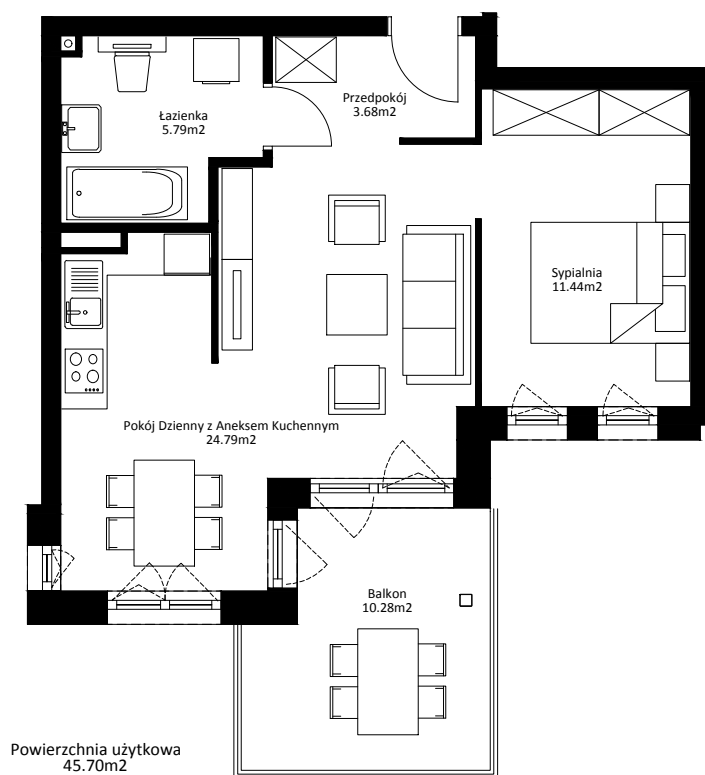 Przedpokój
3.68m2
Łazienka
5.79m2
Sypialnia
11.44m2
Pokój Dzienny z Aneksem Kuchennym
24.79m2
Balkon
10.28m2
Powierzchnia użytkowa
45.70m2